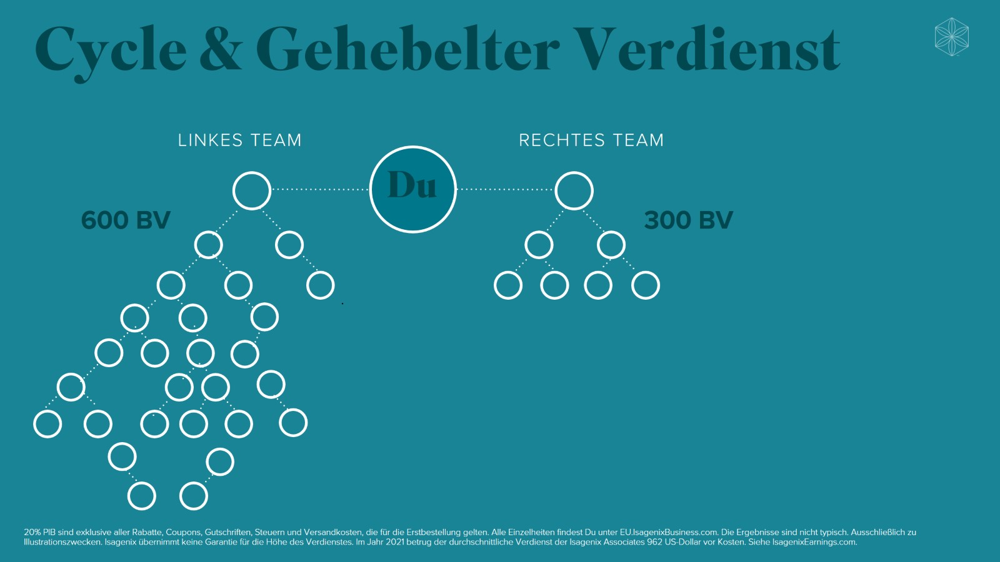 Cycle & Gehebelter Verdienst
LINKES TEAM
RECHTES TEAM
Du
600 BV
300 BV
20% PIB sind exklusive aller Rabatte, Coupons, Gutschriften, Steuern und Versandkosten, die für die Erstbestellung gelten. Alle Einzelheiten findest Du unter EU.IsagenixBusiness.com. Die Ergebnisse sind nicht typisch. Ausschließlich zu
Illustrationszwecken. Isagenix übernimmt keine Garantie für die Höhe des Verdienstes. Im Jahr 2021 betrug der durchschnittliche Verdienst der Isagenix Associates 962 US-Dollar vor Kosten. Siehe IsagenixEarnings.com.